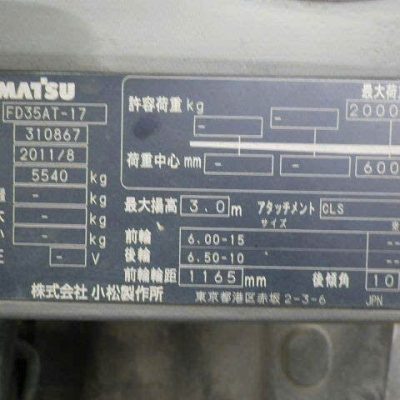 MATSU
FD35AT-17
310867
2011/8
5540 kg
- kg
- kg
- kg
- V
許容荷重 kg
最大荷
- 2000
荷重中心 mm - - 600
最大揚高 3.0 m アタッチメント CLS
サイズ
前輪 6.00-15 --
後輪 6.50-10 --
前輪輪距 1165 mm 後傾角 10
株式会社 小松製作所
東京都港区赤坂2-3-6 JPN